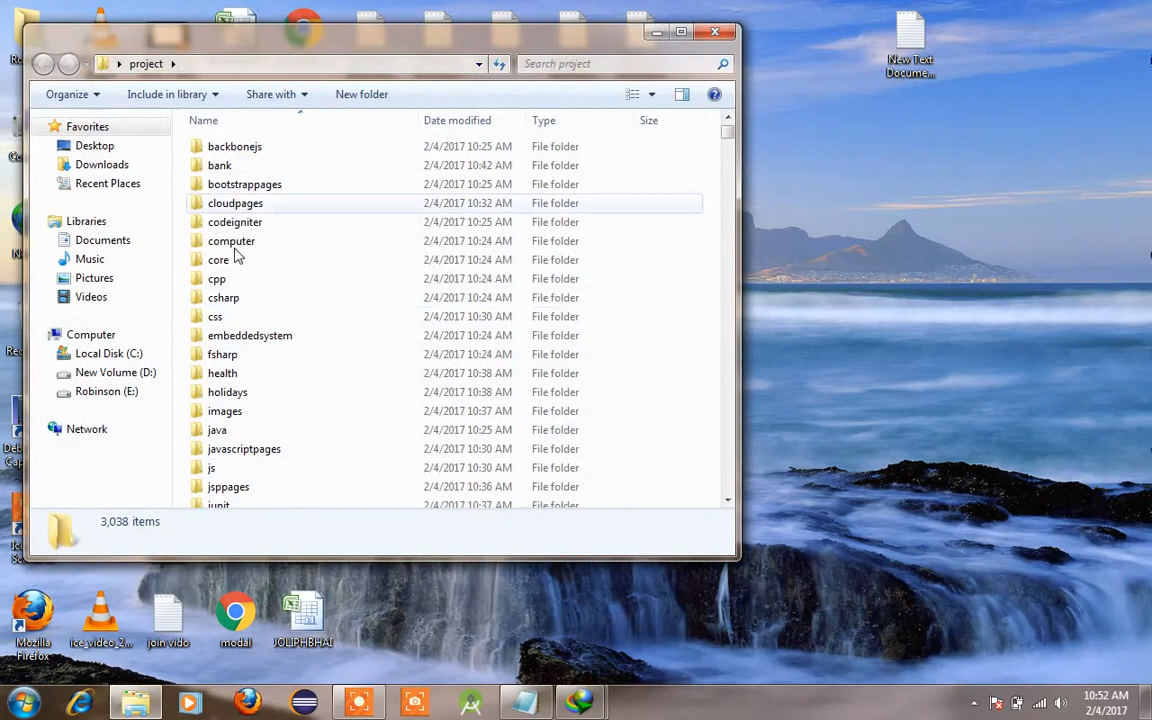 project
Search project
Organize
Include in library
Share with
New folder
Name
Date modified
Type
Size
Favorites
Desktop
Downloads
Recent Places
Libraries
Documents
Music
Pictures
Videos
Computer
Local Disk (C:)
New Volume (D:)
Robinson (E:)
Network
backbonejs 2/4/2017 10:25 AM File folder
bank 2/4/2017 10:42 AM File folder
bootstrappages 2/4/2017 10:25 AM File folder
cloudpages 2/4/2017 10:32 AM File folder
codeigniter 2/4/2017 10:25 AM File folder
computer 2/4/2017 10:24 AM File folder
core 2/4/2017 10:24 AM File folder
cpp 2/4/2017 10:24 AM File folder
csharp 2/4/2017 10:24 AM File folder
css 2/4/2017 10:30 AM File folder
embeddedsystem 2/4/2017 10:24 AM File folder
fsharp 2/4/2017 10:24 AM File folder
health 2/4/2017 10:38 AM File folder
holidays 2/4/2017 10:38 AM File folder
images 2/4/2017 10:37 AM File folder
java 2/4/2017 10:25 AM File folder
javascriptpages 2/4/2017 10:30 AM File folder
js 2/4/2017 10:30 AM File folder
jsppages 2/4/2017 10:36 AM File folder
junit 2/4/2017 10:37 AM File folder
3,038 items
New Text
Docume...
Mozilla
Firefox
ice_video_2...
join vido
modal
10:52 AM
2/4/2017